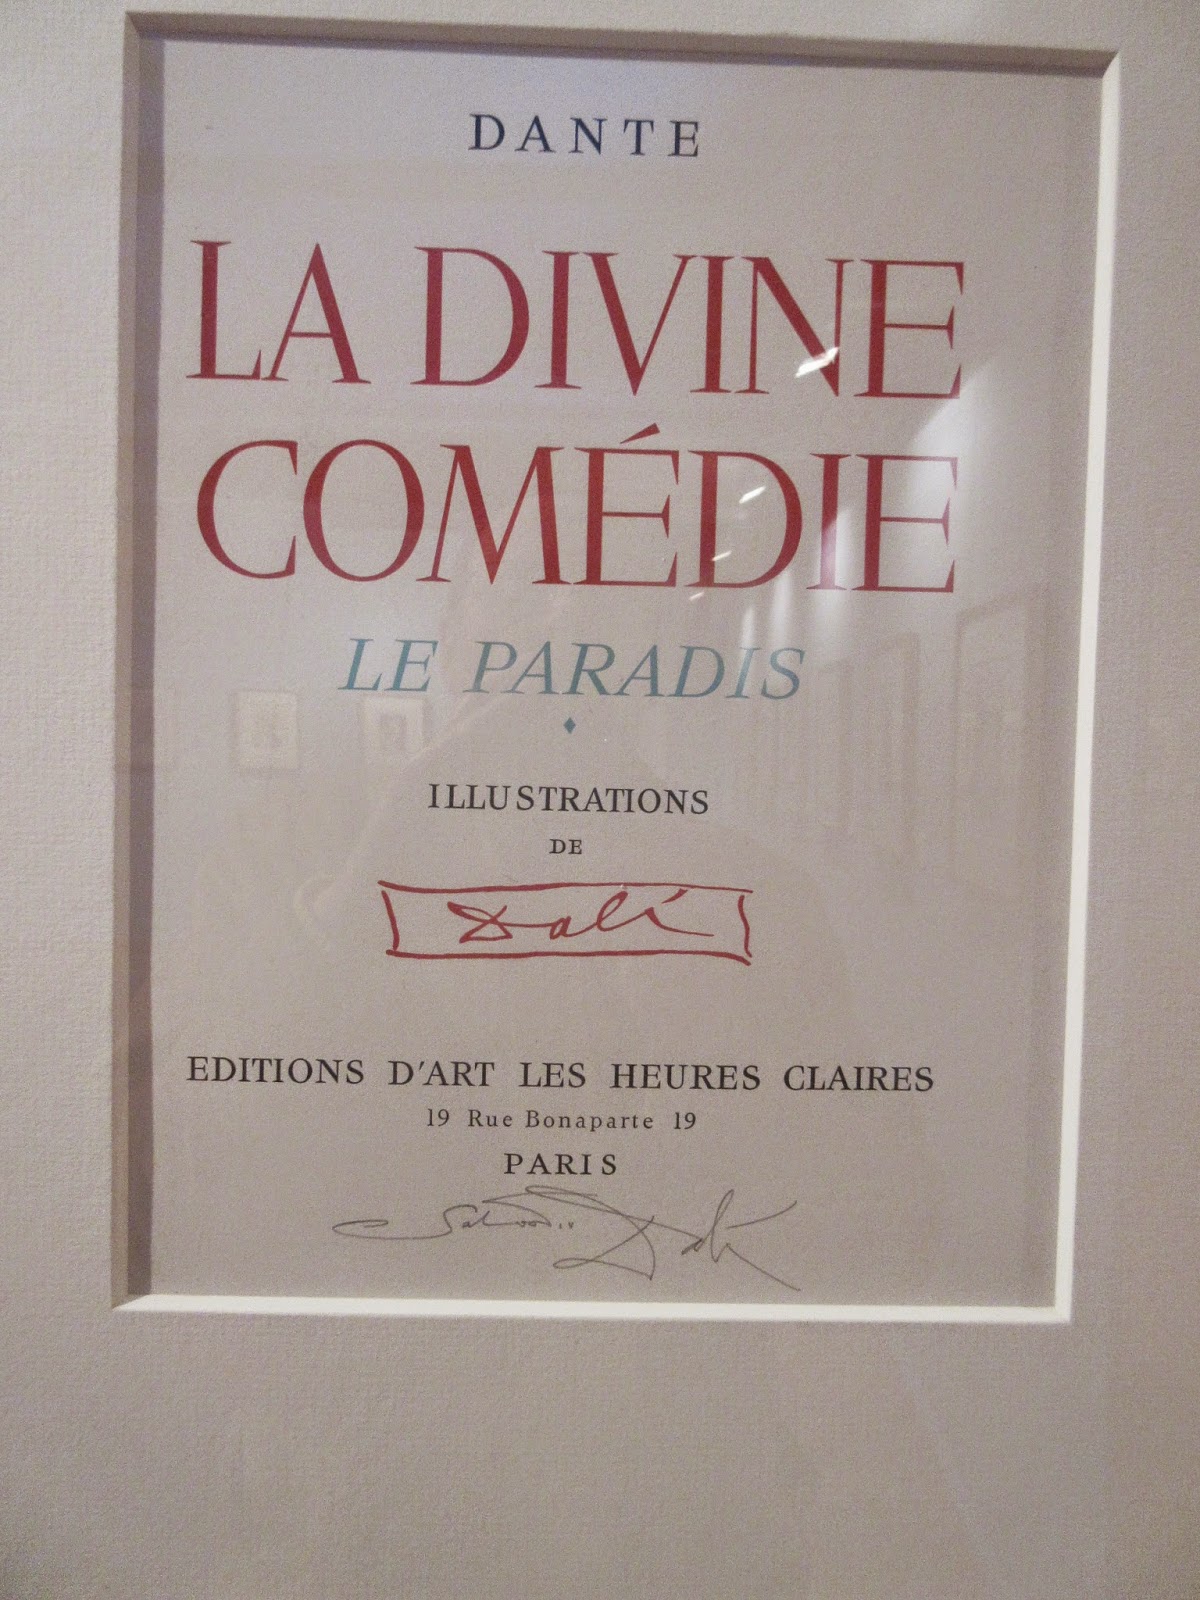 DANTE
LA DIVINE
COMÉDIE
LE PARADIS
ILLUSTRATIONS
DE
Dalí
EDITIONS D'ART LES HEURES CLAIRES
19 Rue Bonaparte 19
PARIS
Salvador Dalí